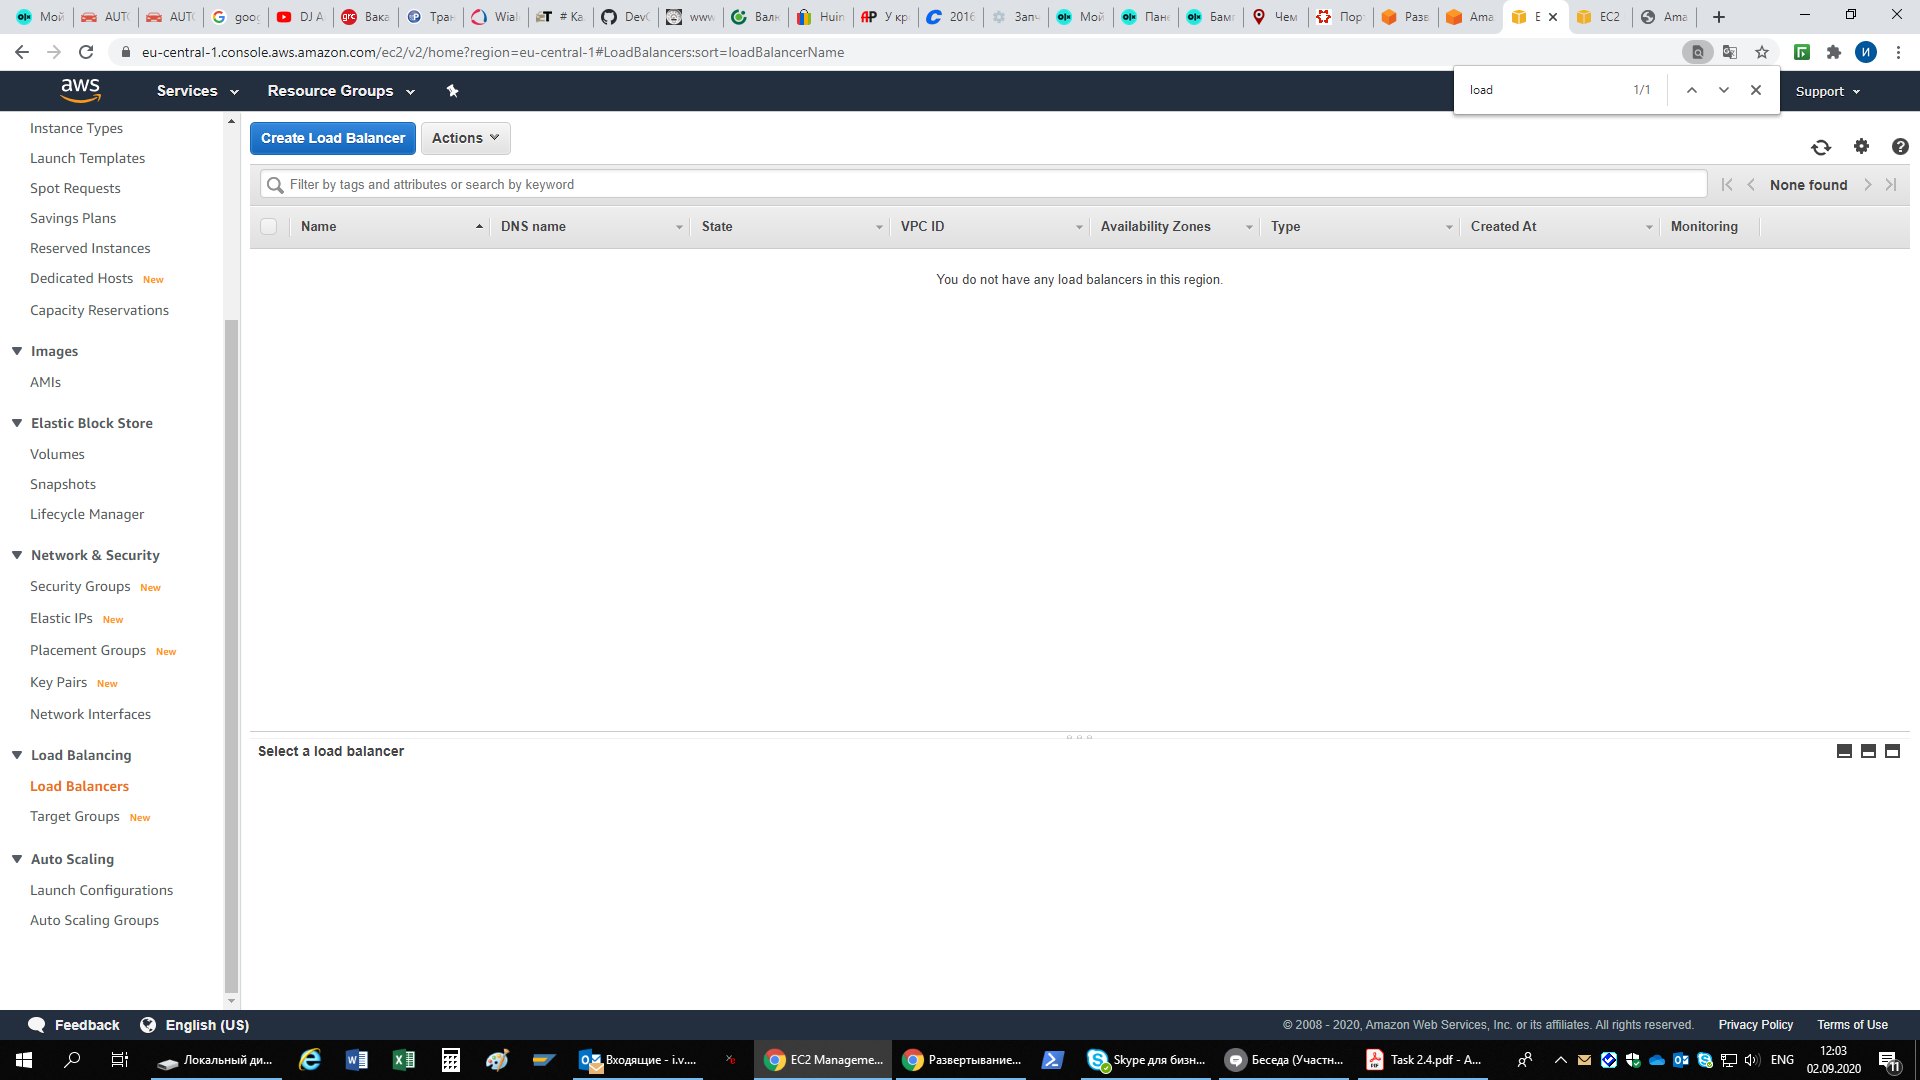 Мой
AUTO
AUTO
goog
DJ A
Вака
Тран
Wial
# Ka
DevO
www
Валю
Huin
У кр
2016
Запч
Мой
Пане
Бамп
Чем
Порт
Разв
Ama
E
EC2
Ama
eu-central-1.console.aws.amazon.com/ec2/v2/home?region=eu-central-1#LoadBalancers:sort=loadBalancerName
И
aws
Services
Resource Groups
load
1/1
Support
Instance Types
Launch Templates
Spot Requests
Savings Plans
Reserved Instances
Dedicated Hosts New
Capacity Reservations
Images
AMIs
Elastic Block Store
Volumes
Snapshots
Lifecycle Manager
Network & Security
Security Groups New
Elastic IPs New
Placement Groups New
Key Pairs New
Network Interfaces
Load Balancing
Load Balancers
Target Groups New
Auto Scaling
Launch Configurations
Auto Scaling Groups
Create Load Balancer
Actions
Filter by tags and attributes or search by keyword
None found
Name
DNS name
State
VPC ID
Availability Zones
Type
Created At
Monitoring
You do not have any load balancers in this region.
Select a load balancer
Feedback
English (US)
© 2008 - 2020, Amazon Web Services, Inc. or its affiliates. All rights reserved.
Privacy Policy
Terms of Use
Локальный ди...
Входящие - i.v....
EC2 Manageme...
Развертывание...
Skype для бизн...
Беседа (Участн...
Task 2.4.pdf - A...
ENG
12:03
02.09.2020
11